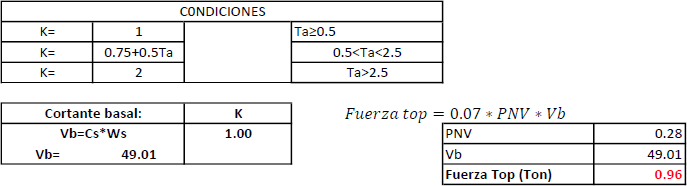 CONDICIONES
K= 1 Ta≥0.5
K= 0.75+0.5Ta 0.5<Ta<2.5
K= 2 Ta>2.5
Cortante basal: K
Vb=Cs*Ws 1.00
Vb= 49.01
Fuerza top = 0.07 * PNV * Vb
PNV 0.28
Vb 49.01
Fuerza Top (Ton) 0.96